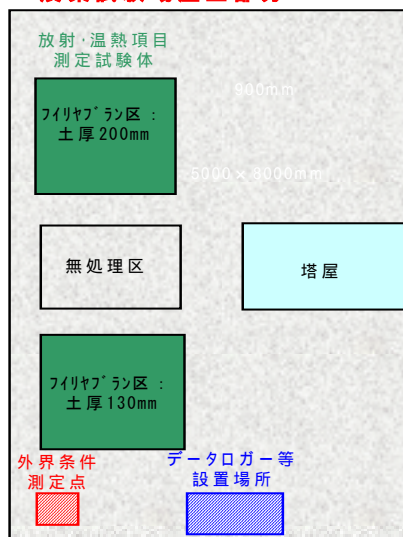 放射･温熱項目
測定試験体
900mm
ﾌｲﾘﾔﾌﾞﾗﾝ区：
土厚200mm
無処理区
塔屋
ﾌｲﾘﾔﾌﾞﾗﾝ区：
土厚130mm
外界条件
測定点
データロガー等
設置場所